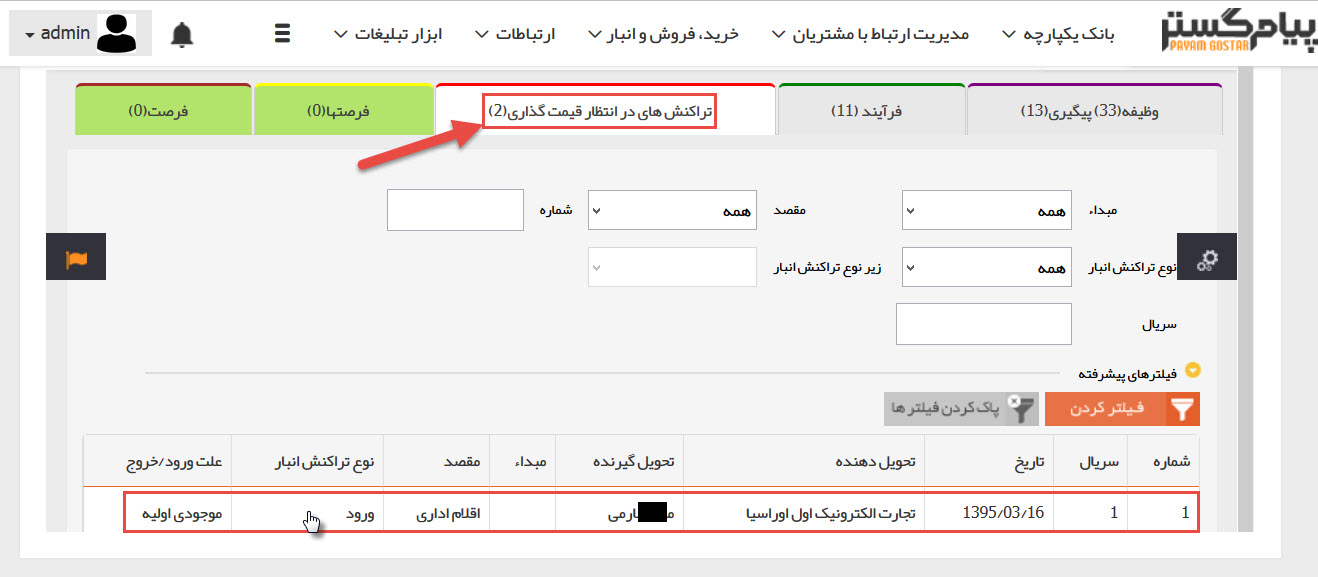 پیام‌گستر
PAYAM GOSTAR
بانک یکپارچه
مدیریت ارتباط با مشتریان
خرید، فروش و انبار
ارتباطات
ابزار تبلیغات
admin
وظیفه(33) پیگیری(13)
فرآیند (11)
تراکنش های در انتظار قیمت گذاری(2)
فرصتها(0)
فرصت(0)
مبداء همه مقصد همه شماره
نوع تراکنش انبار همه زیر نوع تراکنش انبار
سریال
فیلترهای پیشرفته
فیلتر کردن پاک کردن فیلتر ها
شماره سریال تاریخ تحویل دهنده تحویل گیرنده مبداء مقصد نوع تراکنش انبار علت ورود/خروج
1 1 1395/03/16 تجارت الکترونیک اول اوراسیا اقلام اداری ورود موجودی اولیه